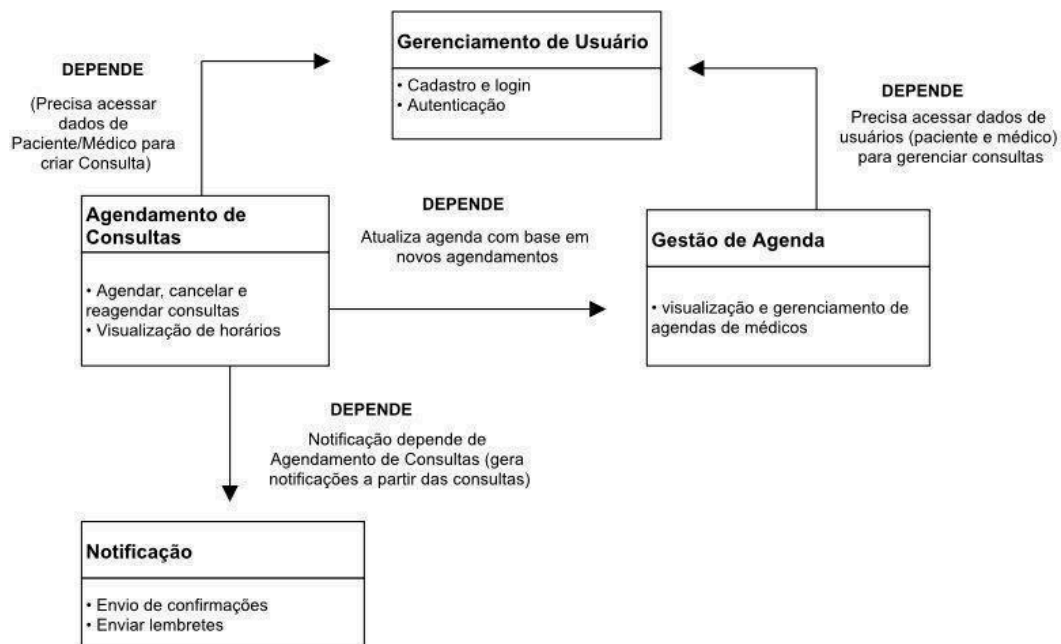 Gerenciamento de Usuário
• Cadastro e login
• Autenticação
DEPENDE
(Precisa acessar
dados de
Paciente/Médico para
criar Consulta)
DEPENDE
Precisa acessar dados de
usuários (paciente e médico)
para gerenciar consultas
Agendamento de
Consultas
• Agendar, cancelar e
reagendar consultas
• Visualização de horários
DEPENDE
Atualiza agenda com base em
novos agendamentos
Gestão de Agenda
• visualização e gerenciamento de
agendas de médicos
DEPENDE
Notificação depende de
Agendamento de Consultas (gera
notificações a partir das consultas)
Notificação
• Envio de confirmações
• Enviar lembretes